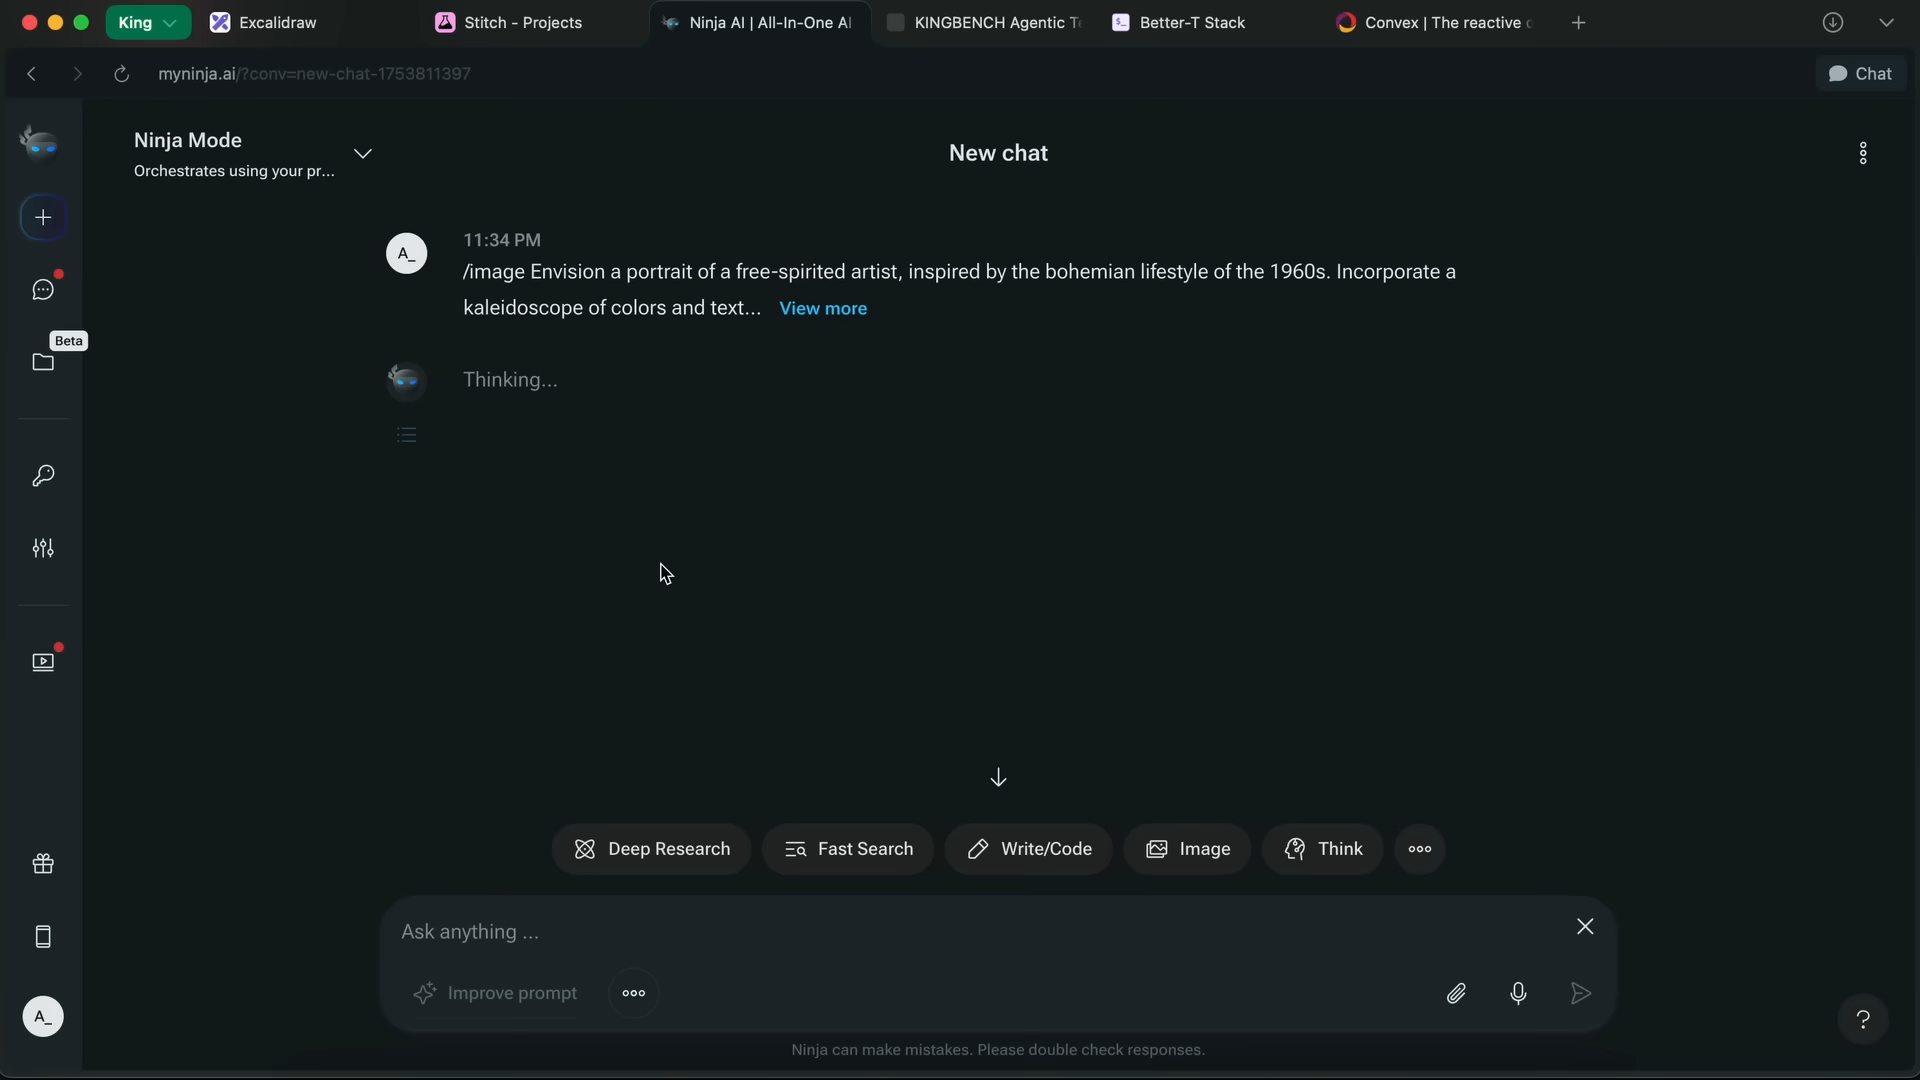 King
Excalidraw
Stitch - Projects
Ninja AI | All-In-One AI
KINGBENCH Agentic Te
Better-T Stack
Convex | The reactive
myninja.ai/?conv=new-chat-1753811397
Chat
Ninja Mode
Orchestrates using your pr...
New chat
A_
11:34 PM
/image Envision a portrait of a free-spirited artist, inspired by the bohemian lifestyle of the 1960s. Incorporate a
kaleidoscope of colors and text... View more
Beta
Thinking...
Deep Research
Fast Search
Write/Code
Image
Think
Ask anything ...
Improve prompt
A_
?
Ninja can make mistakes. Please double check responses.